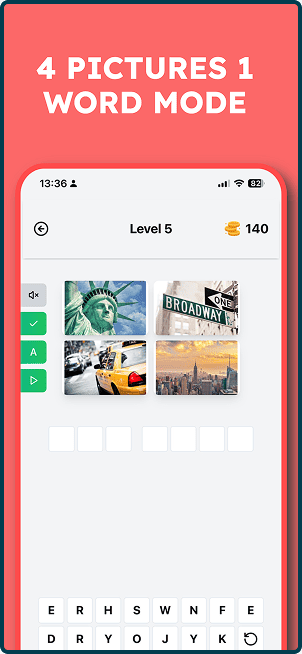 4 PICTURES 1
WORD MODE
13:36 82
Level 5 140
BROADWAY ONE
A
E R H S W N F E
D R Y O J Y K